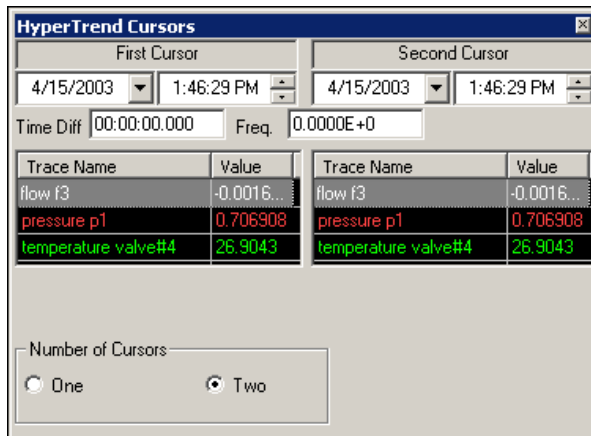 HyperTrend Cursors
First Cursor Second Cursor
4/15/2003 1:46:29 PM 4/15/2003 1:46:29 PM
Time Diff 00:00:00.000 Freq. 0.0000E+0
Trace Name Value Trace Name Value
flow f3 -0.0016... flow f3 -0.0016...
pressure p1 0.706908 pressure p1 0.706908
temperature valve#4 26.9043 temperature valve#4 26.9043
Number of Cursors
One Two